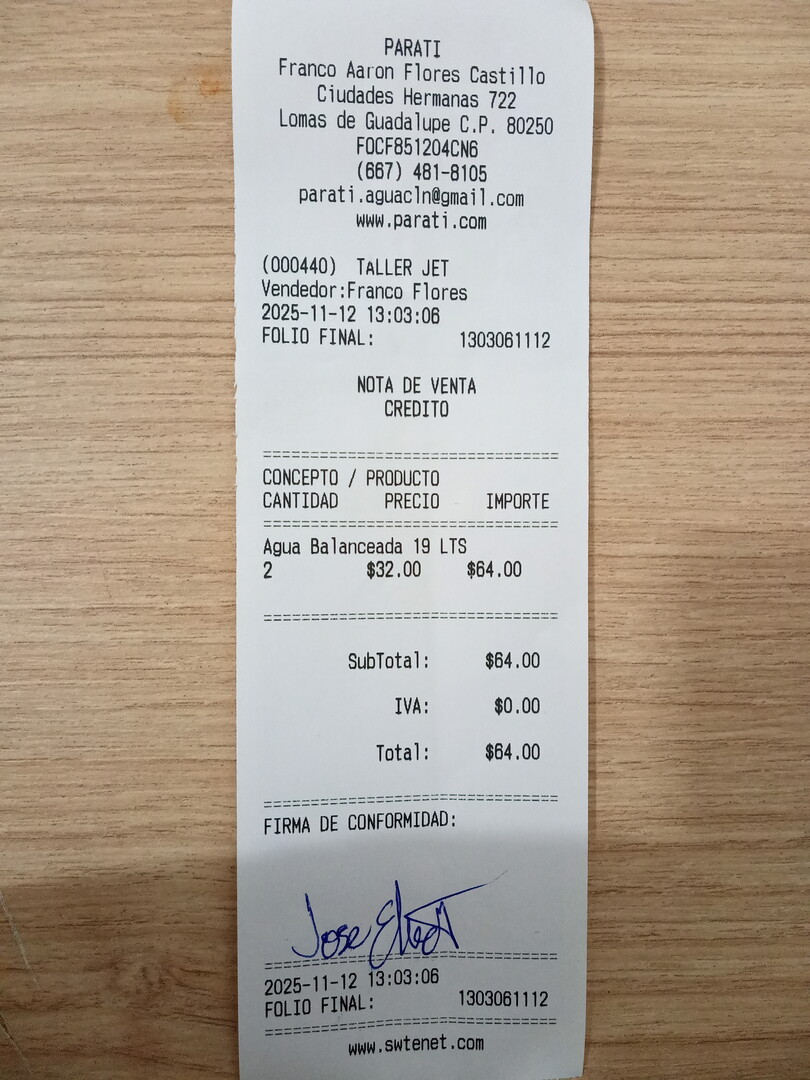 PARATI
Franco Aaron Flores Castillo
Ciudades Hermanas 722
Lomas de Guadalupe C.P. 80250
FOCF851204CN6
(667) 481-8105
parati.aguacln@gmail.com
www.parati.com
(000440) TALLER JET
Vendedor:Franco Flores
2025-11-12 13:03:06
FOLIO FINAL: 1303061112
NOTA DE VENTA
CREDITO
================================
CONCEPTO / PRODUCTO
CANTIDAD PRECIO IMPORTE
================================
Agua Balanceada 19 LTS
2 $32.00 $64.00
================================
SubTotal: $64.00
IVA: $0.00
Total: $64.00
================================
FIRMA DE CONFORMIDAD:
Jose
================================
2025-11-12 13:03:06
FOLIO FINAL: 1303061112
================================
www.swtenet.com